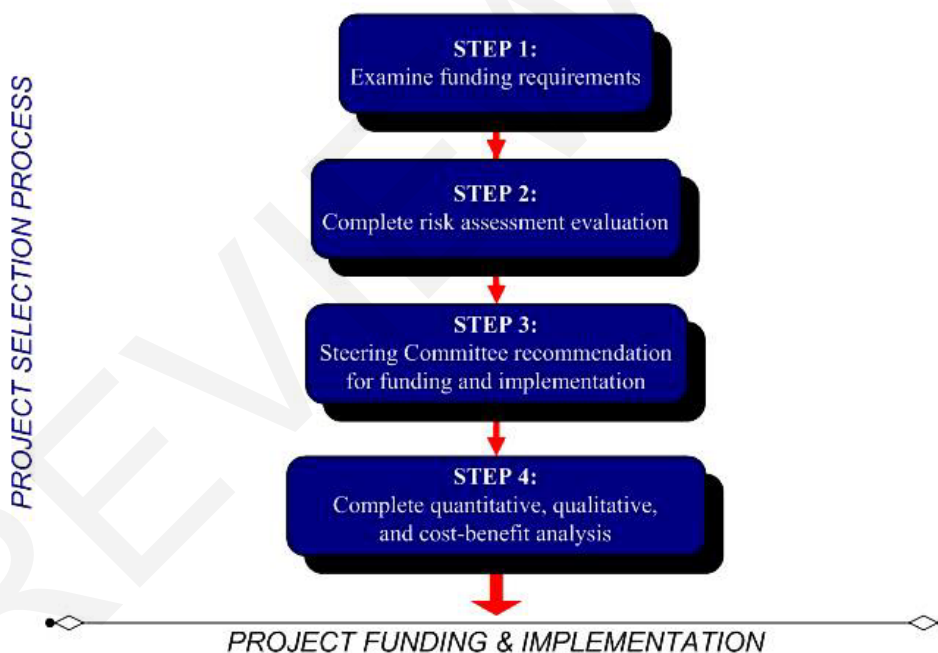 PROJECT SELECTION PROCESS
STEP 1:
Examine funding requirements
STEP 2:
Complete risk assessment evaluation
STEP 3:
Steering Committee recommendation
for funding and implementation
STEP 4:
Complete quantitative, qualitative,
and cost-benefit analysis
PROJECT FUNDING & IMPLEMENTATION
REVIEW